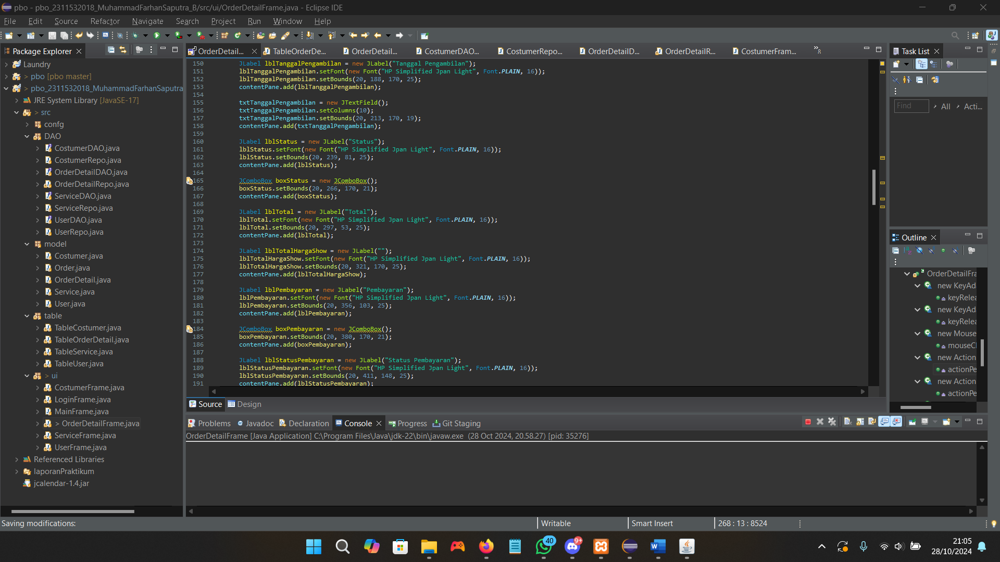 pbo - pbo_2311532018_MuhammadFarhanSaputra_B/src/ui/OrderDetailFrame.java - Eclipse IDE
File Edit Source Refactor Navigate Search Project Run Window Help
Package Explorer
Laundry
> pbo [pbo master]
> pbo_2311532018_MuhammadFarhanSaputra
JRE System Library [JavaSE-17]
> src
confg
DAO
CostumerDAO.java
CostumerRepo.java
OrderDetailDAO.java
OrderDetailRepo.java
ServiceDAO.java
ServiceRepo.java
UserDAO.java
UserRepo.java
model
Costumer.java
Order.java
OrderDetail.java
Service.java
User.java
table
TableCostumer.java
TableOrderDetail.java
TableService.java
TableUser.java
> ui
CostumerFrame.java
LoginFrame.java
MainFrame.java
> OrderDetailFrame.java
ServiceFrame.java
UserFrame.java
Referenced Libraries
laporanPraktikum
jcalendar-1.4.jar
OrderDetail... TableOrderDe... OrderDetail... CostumerDAO... CostumerRepo... OrderDetailD... OrderDetailR... CostumerFram... »8
150 JLabel lblTanggalPengambilan = new JLabel("Tanggal Pengambilan");
151 lblTanggalPengambilan.setFont(new Font("HP Simplified Jpan Light", Font.PLAIN, 16));
152 lblTanggalPengambilan.setBounds(20, 188, 170, 25);
153 contentPane.add(lblTanggalPengambilan);
154
155 txtTanggalPengambilan = new JTextField();
156 txtTanggalPengambilan.setColumns(10);
157 txtTanggalPengambilan.setBounds(20, 213, 170, 19);
158 contentPane.add(txtTanggalPengambilan);
159
160 JLabel lblStatus = new JLabel("Status");
161 lblStatus.setFont(new Font("HP Simplified Jpan Light", Font.PLAIN, 16));
162 lblStatus.setBounds(20, 239, 81, 25);
163 contentPane.add(lblStatus);
164
165 JComboBox boxStatus = new JComboBox();
166 boxStatus.setBounds(20, 266, 170, 21);
167 contentPane.add(boxStatus);
168
169 JLabel lblTotal = new JLabel("Total");
170 lblTotal.setFont(new Font("HP Simplified Jpan Light", Font.PLAIN, 16));
171 lblTotal.setBounds(20, 297, 53, 25);
172 contentPane.add(lblTotal);
173
174 JLabel lblTotalHargaShow = new JLabel("");
175 lblTotalHargaShow.setFont(new Font("HP Simplified Jpan Light", Font.PLAIN, 16));
176 lblTotalHargaShow.setBounds(20, 321, 170, 25);
177 contentPane.add(lblTotalHargaShow);
178
179 JLabel lblPembayaran = new JLabel("Pembayaran");
180 lblPembayaran.setFont(new Font("HP Simplified Jpan Light", Font.PLAIN, 16));
181 lblPembayaran.setBounds(20, 356, 103, 25);
182 contentPane.add(lblPembayaran);
183
184 JComboBox boxPembayaran = new JComboBox();
185 boxPembayaran.setBounds(20, 380, 170, 21);
186 contentPane.add(boxPembayaran);
187
188 JLabel lblStatusPembayaran = new JLabel("Status Pembayaran");
189 lblStatusPembayaran.setFont(new Font("HP Simplified Jpan Light", Font.PLAIN, 16));
190 lblStatusPembayaran.setBounds(20, 411, 148, 25);
191 contentPane.add(lblStatusPembayaran);
Source Design
Problems Javadoc Declaration Console Progress Git Staging
OrderDetailFrame [Java Application] C:\Program Files\Java\jdk-22\bin\javaw.exe (28 Oct 2024, 20.58.27) [pid: 35276]
Task List
Find All Acti...
Outline
OrderDetailFra
new KeyAd
keyRelea
new KeyAd
keyRelea
new Mouse
mouseCl
new Action
actionPe
new Action
actionPe
Saving modifications: Writable Smart Insert 268 : 13 : 8524
40
9+
21:05
28/10/2024